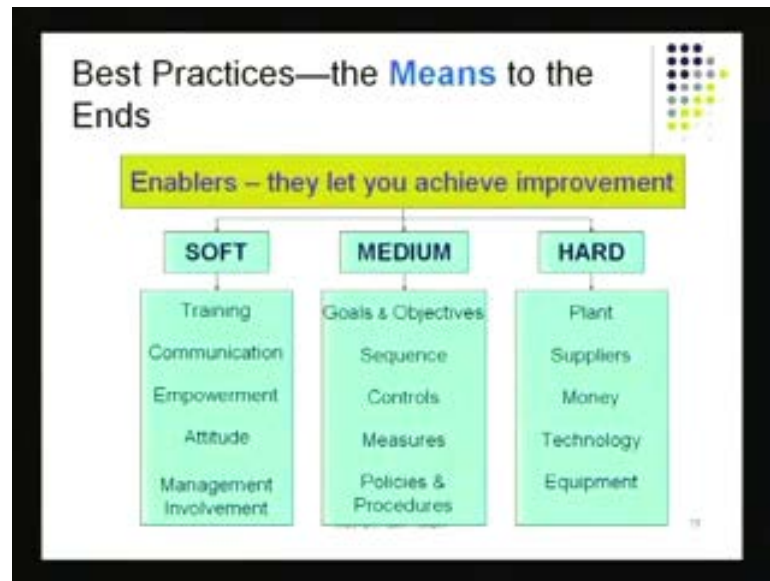 Best Practices—the Means to the
Ends
Enablers – they let you achieve improvement
SOFT
Training
Communication
Empowerment
Attitude
Management
Involvement
MEDIUM
Goals & Objectives
Sequence
Controls
Measures
Policies &
Procedures
HARD
Plant
Suppliers
Money
Technology
Equipment